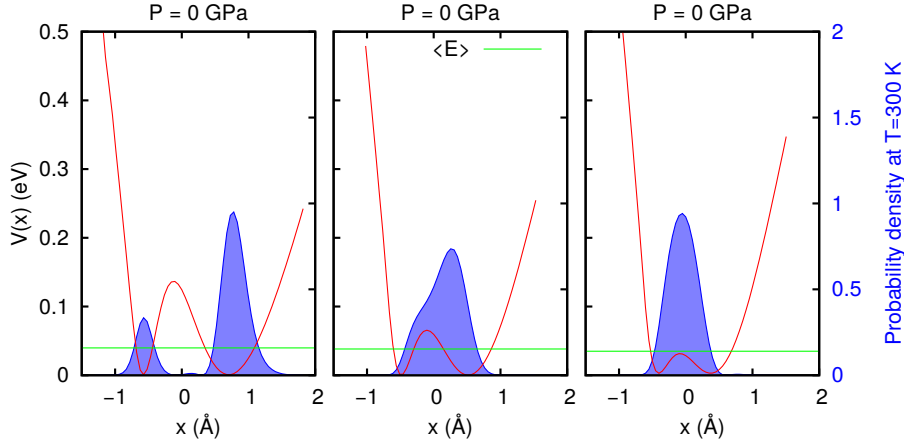 P = 0 GPa
P = 0 GPa
P = 0 GPa
<E>
V(x) (eV)
0.5
0.4
0.3
0.2
0.1
0
−1 0 1 2
−1 0 1 2
−1 0 1 2
x (Å)
x (Å)
x (Å)
2
1.5
1
0.5
0
Probability density at T=300 K